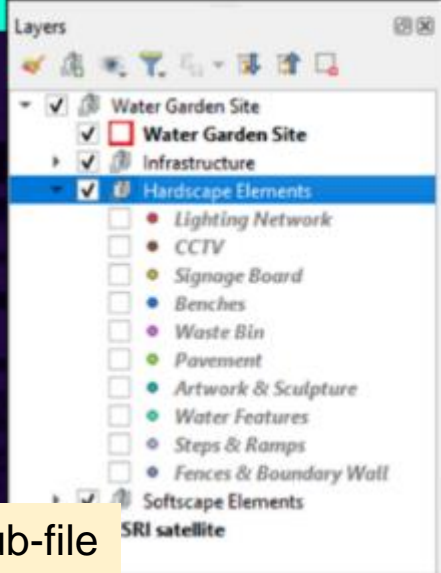 Layers
Water Garden Site
Water Garden Site
Infrastructure
Hardscape Elements
Lighting Network
CCTV
Signage Board
Benches
Waste Bin
Pavement
Artwork & Sculpture
Water Features
Steps & Ramps
Fences & Boundary Wall
Softscape Elements
SRI satellite
ub-file